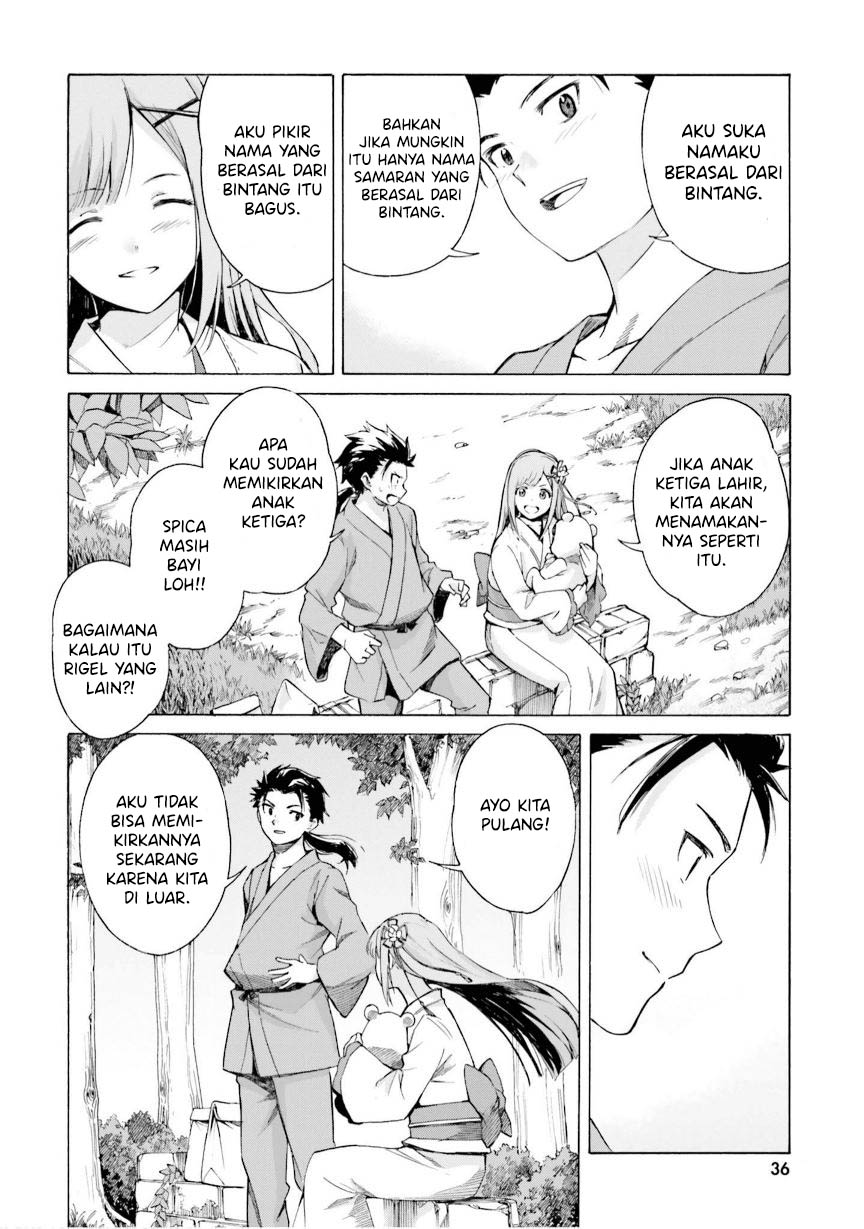 AKU SUKA
NAMAKU
BERASAL DARI
BINTANG.
BAHKAN
JIKA MUNGKIN
ITU HANYA NAMA
SAMARAN YANG
BERASAL DARI
BINTANG.
AKU PIKIR
NAMA YANG
BERASAL DARI
BINTANG ITU
BAGUS.
JIKA ANAK
KETIGA LAHIR,
KITA AKAN
MENAMAKAN-
NYA SEPERTI
ITU.
APA
KAU SUDAH
MEMIKIRKAN
ANAK
KETIGA?
SPICA
MASIH
BAYI
LOH!!
BAGAIMANA
KALAU ITU
RIGEL YANG
LAIN?!
AYO KITA
PULANG!
AKU TIDAK
BISA MEMI-
KIRKANNYA
SEKARANG
KARENA KITA
DI LUAR.
36